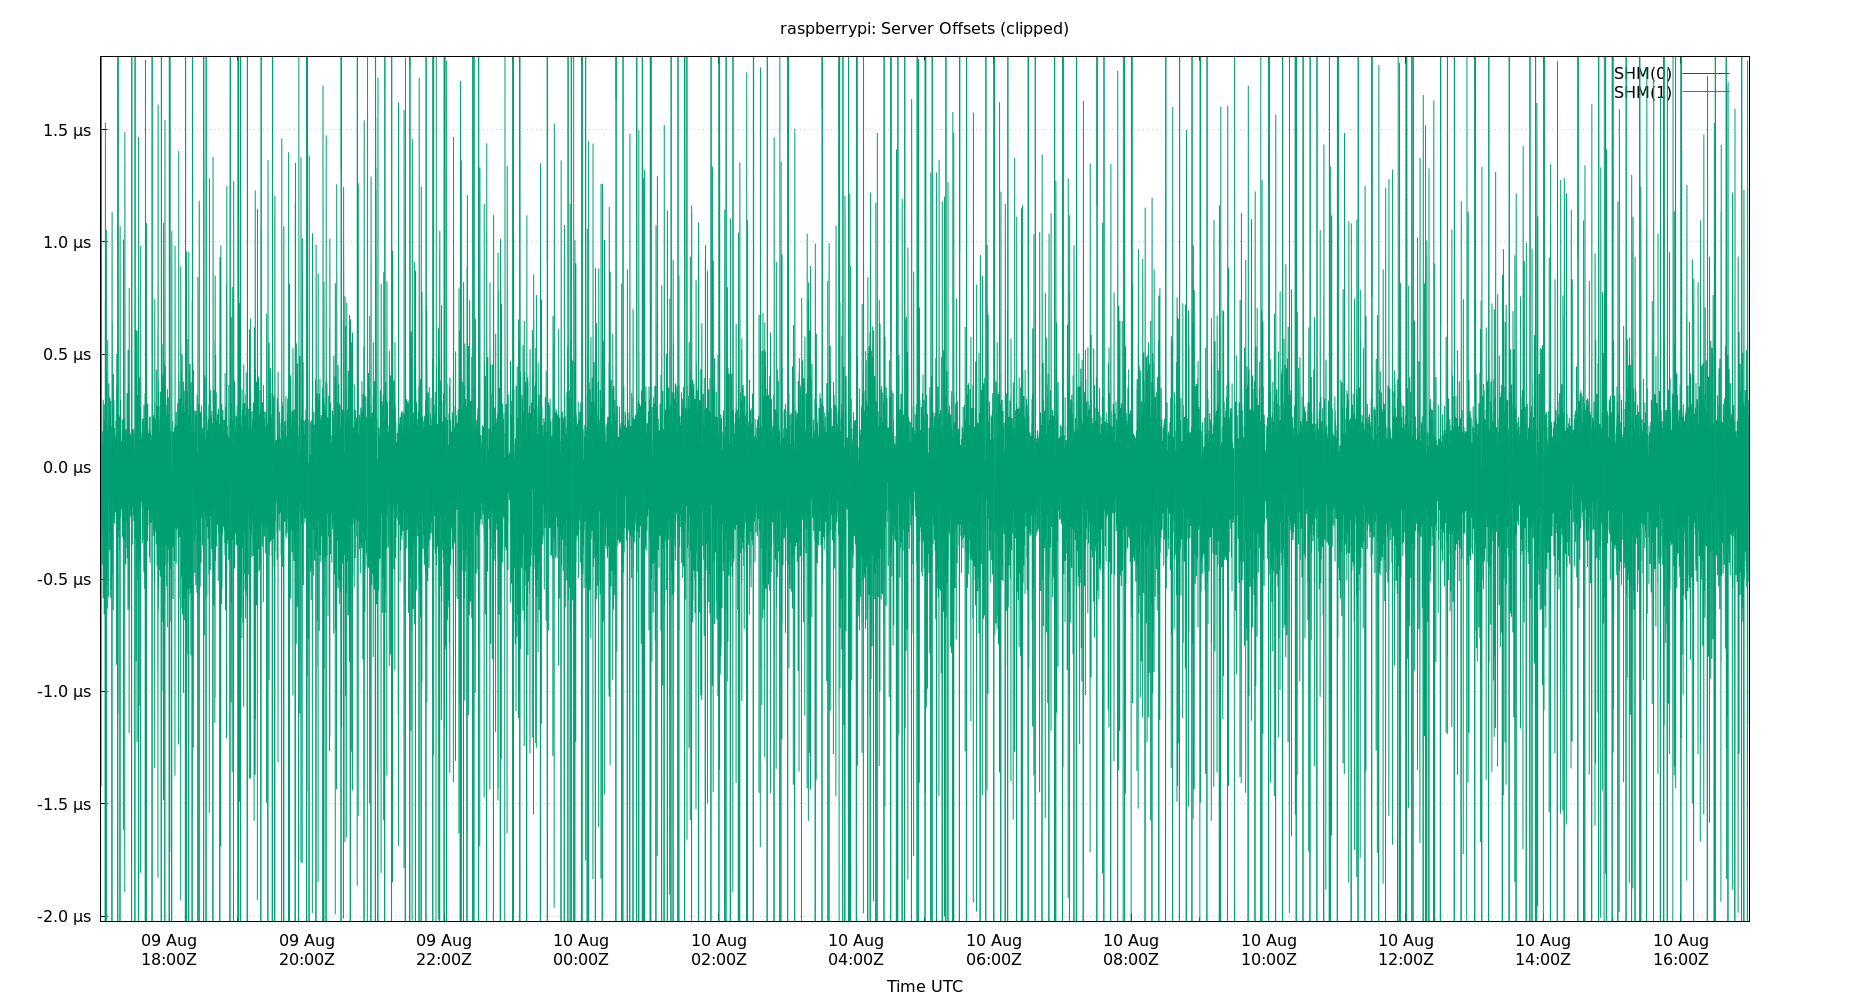 raspberrypi: Server Offsets (clipped)
SHM(0)
SHM(1)
1.5 µs
1.0 µs
0.5 µs
0.0 µs
-0.5 µs
-1.0 µs
-1.5 µs
-2.0 µs
09 Aug 09 Aug 09 Aug 10 Aug 10 Aug 10 Aug 10 Aug 10 Aug 10 Aug 10 Aug 10 Aug 10 Aug
18:00Z 20:00Z 22:00Z 00:00Z 02:00Z 04:00Z 06:00Z 08:00Z 10:00Z 12:00Z 14:00Z 16:00Z
Time UTC